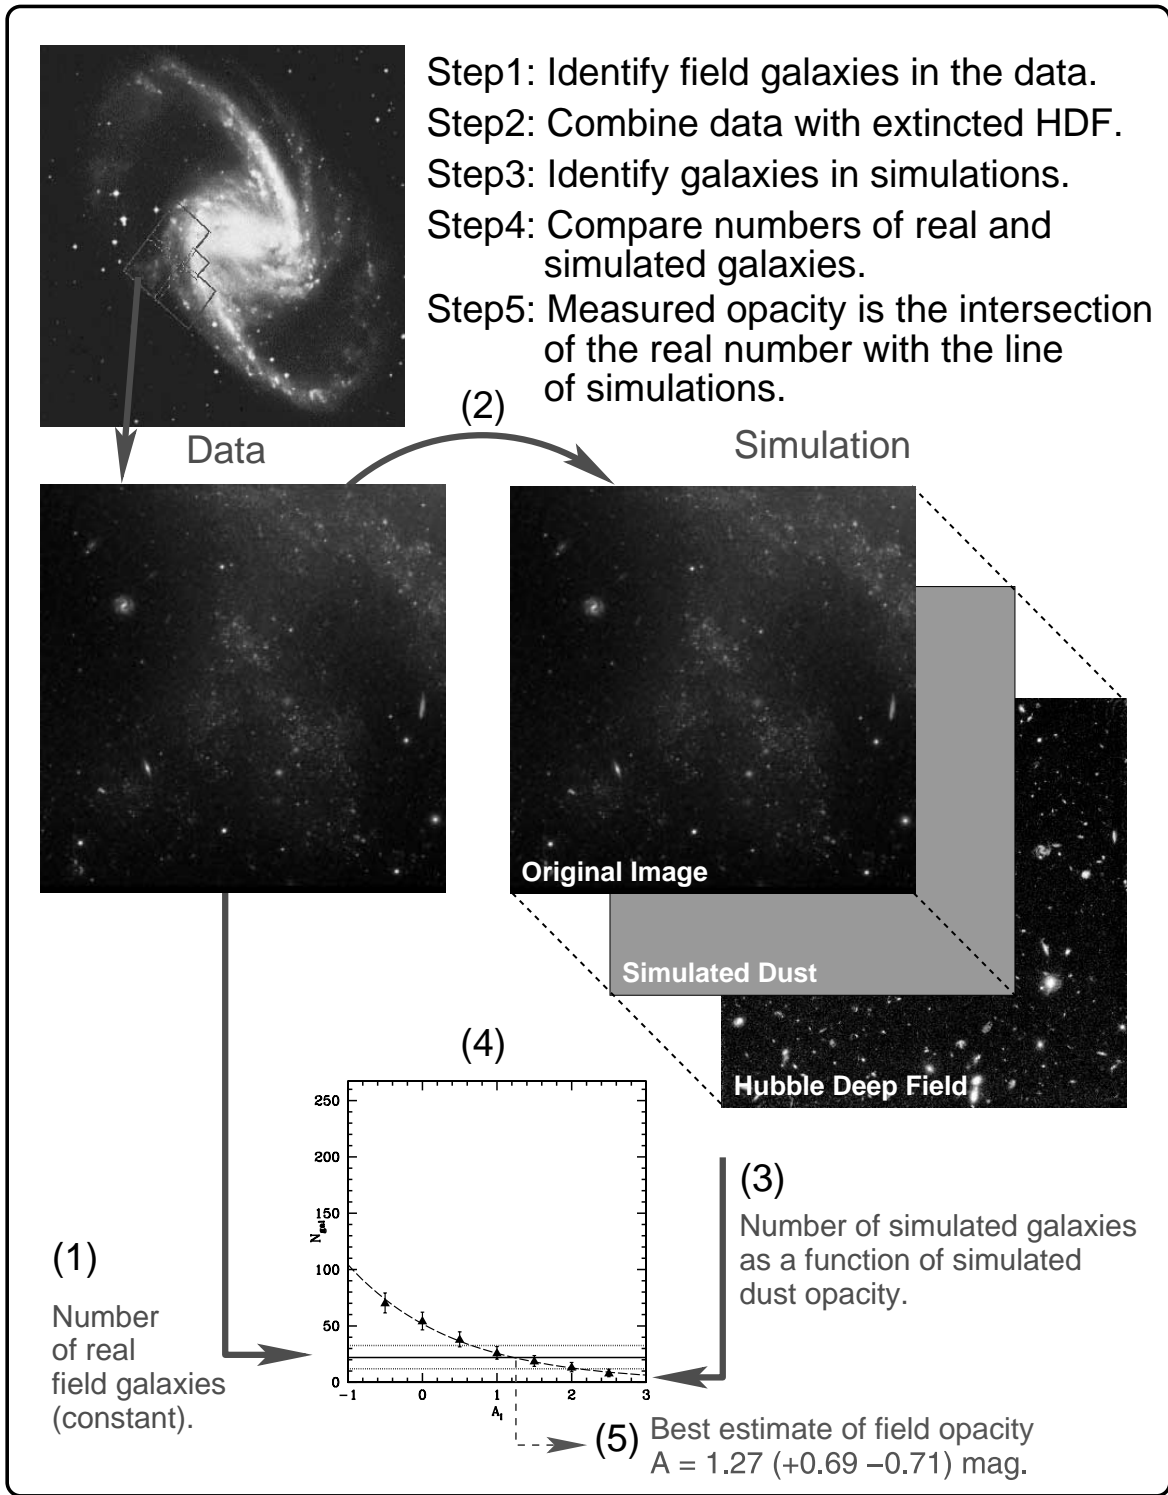 Step1: Identify field galaxies in the data.
Step2: Combine data with extincted HDF.
Step3: Identify galaxies in simulations.
Step4: Compare numbers of real and
simulated galaxies.
Step5: Measured opacity is the intersection
of the real number with the line
of simulations.
(2)
Data
Simulation
Original Image
Simulated Dust
Hubble Deep Field
(4)
250
200
150
100
50
0
N_gal
-1 0 1 2 3
A_I
(3)
Number of simulated galaxies
as a function of simulated
dust opacity.
(1)
Number
of real
field galaxies
(constant).
(5) Best estimate of field opacity
A = 1.27 (+0.69 −0.71) mag.